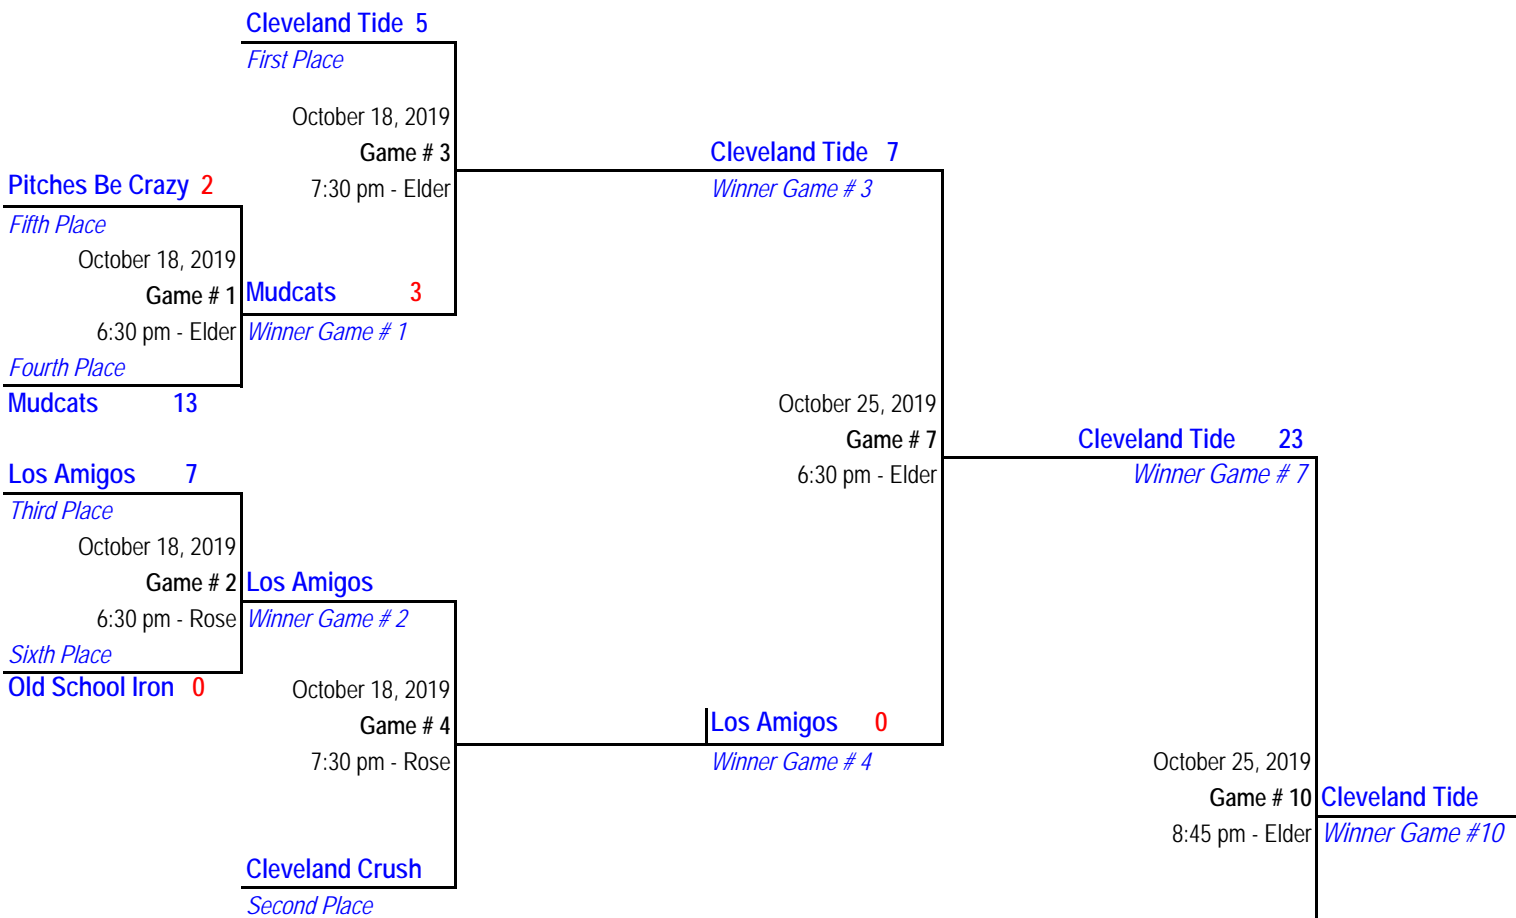 Cleveland Tide 5
First Place
October 18, 2019
Game # 3
7:30 pm - Elder
Cleveland Tide 7
Winner Game # 3
Pitches Be Crazy 2
Fifth Place
October 18, 2019
Game # 1
6:30 pm - Elder
Mudcats 3
Winner Game # 1
Fourth Place
Mudcats 13
October 25, 2019
Game # 7
6:30 pm - Elder
Cleveland Tide 23
Winner Game # 7
Los Amigos 7
Third Place
October 18, 2019
Game # 2
6:30 pm - Rose
Los Amigos
Winner Game # 2
Sixth Place
Old School Iron 0
October 18, 2019
Game # 4
7:30 pm - Rose
Los Amigos 0
Winner Game # 4
October 25, 2019
Game # 10
8:45 pm - Elder
Cleveland Tide
Winner Game #10
Cleveland Crush
Second Place